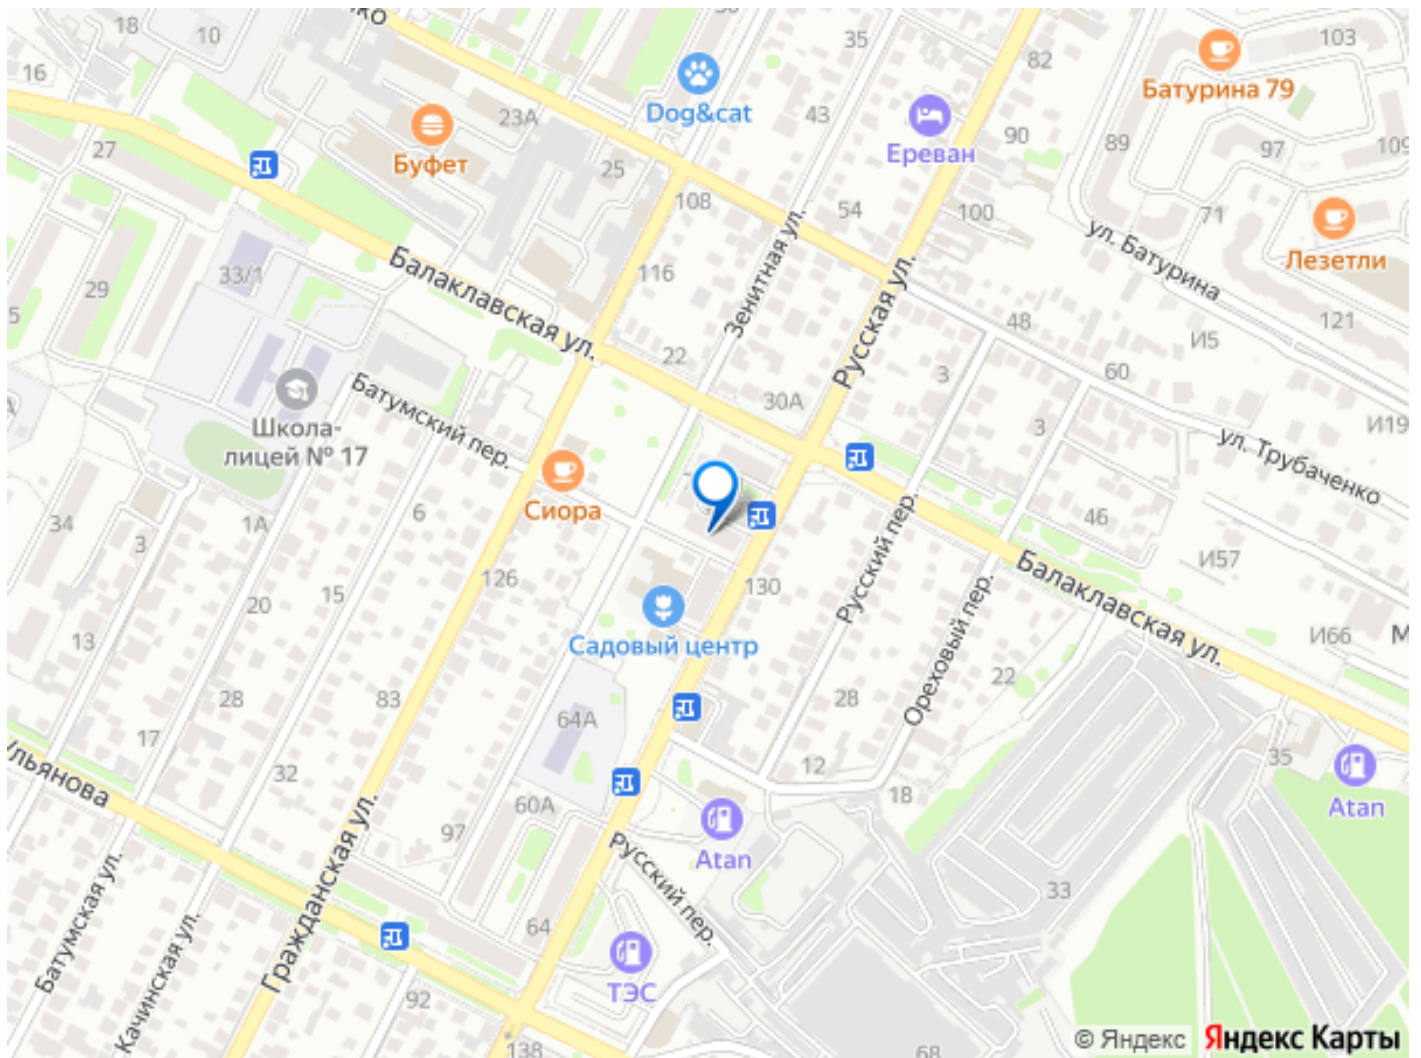 18
10
ко
35
82
103
16
Dog&cat
43
Батурина 79
23А
Ереван
90
89
97
109
27
Буфет
25
108
54
100
71
33/1
Балаклавская ул.
116
Зенитная ул.
Русская ул.
ул. Батурина
Лезетли
29
5
48
И5
121
22
30А
3
60
Батумский пер.
Школа-
лицей № 17
3
И19
ул. Трубаченко
Сиора
34
3
1А
6
46
И57
Русский пер.
Балаклавская ул.
126
130
20
15
13
Садовый центр
Ореховый пер.
И66
М
28
83
64А
28
22
17
32
12
18
35
Atan
Ульянова
60А
97
Atan
Гражданская ул.
Русский пер.
33
64
Батумская ул.
Качинская ул.
ТЭС
92
138
68
© Яндекс
Яндекс Карты